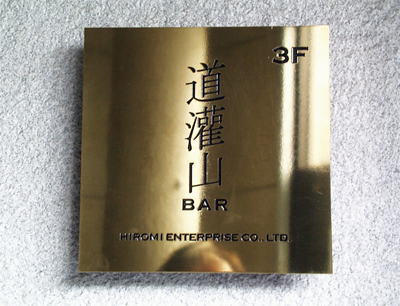 3F
道灌山
BAR
HIROMI ENTERPRISE CO., LTD.